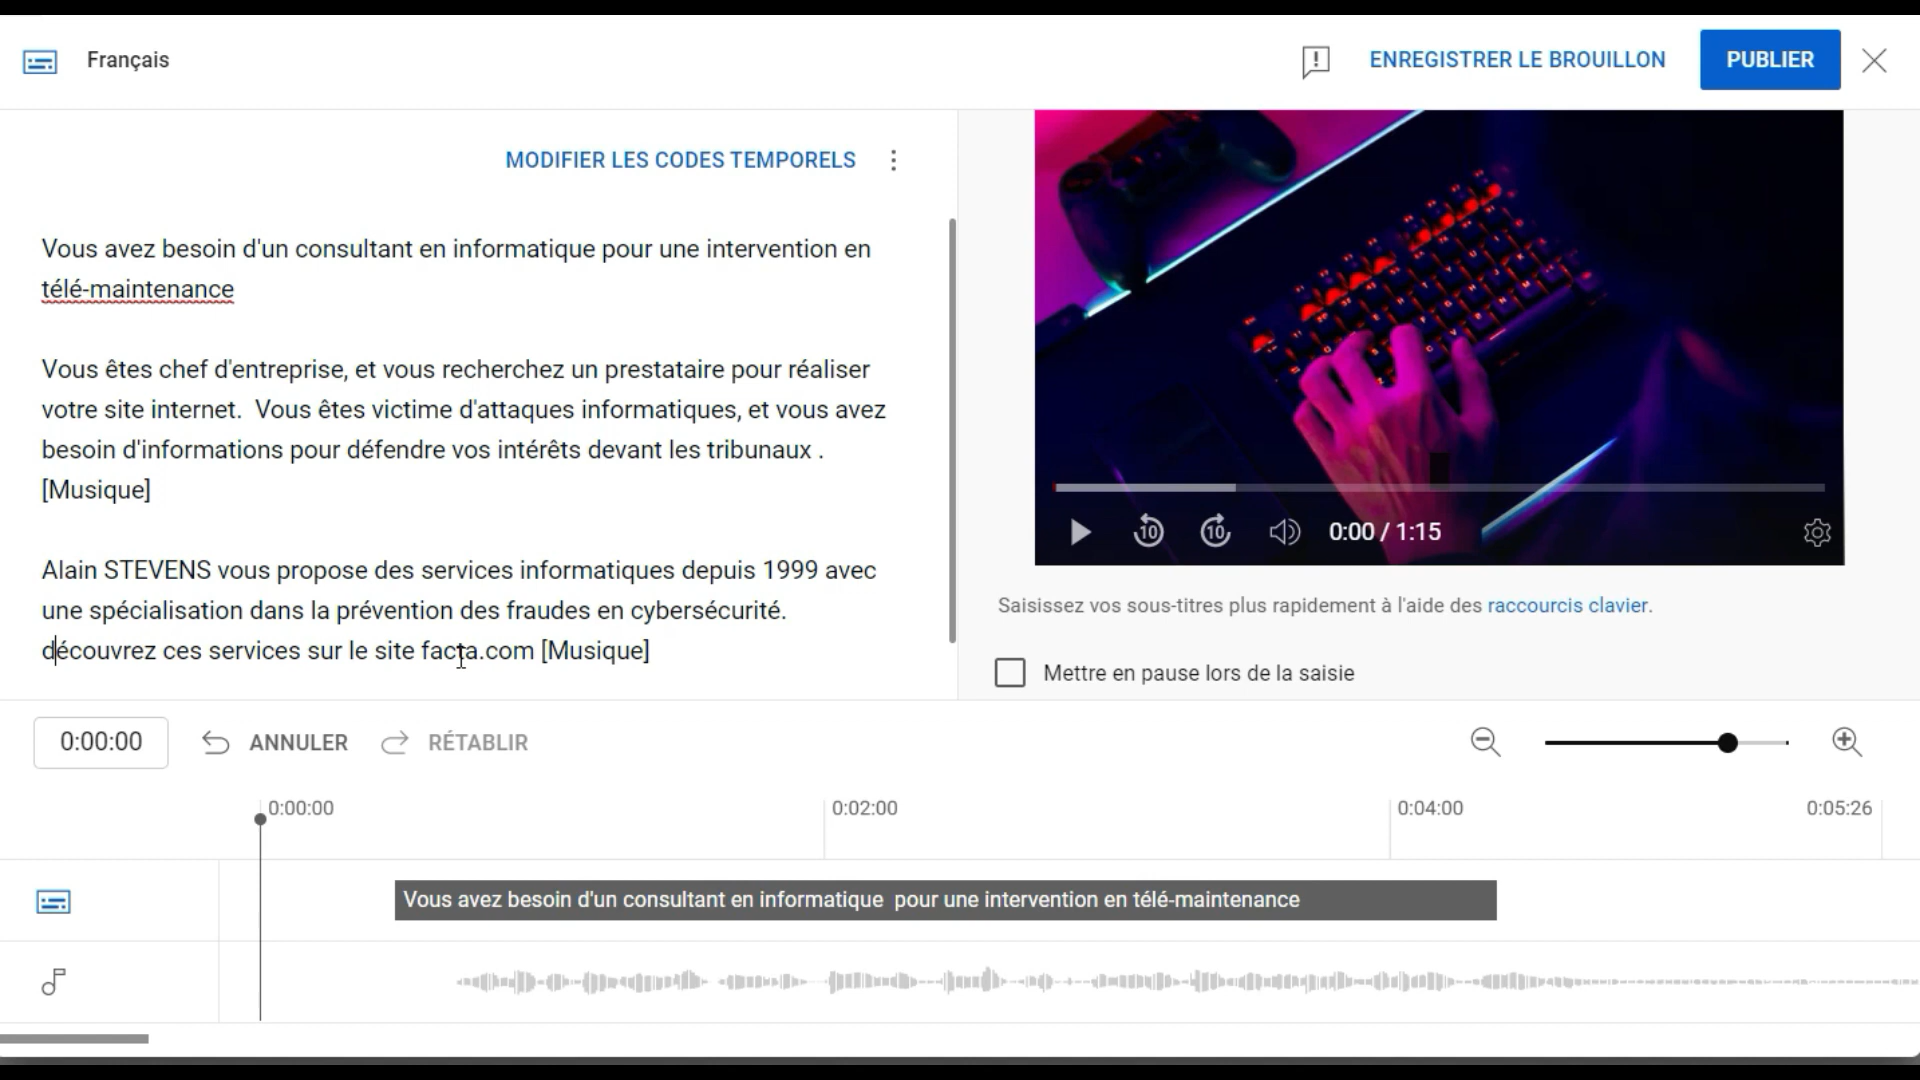 Français
ENREGISTRER LE BROUILLON
PUBLIER
MODIFIER LES CODES TEMPORELS
Vous avez besoin d'un consultant en informatique pour une intervention en
télé-maintenance
Vous êtes chef d'entreprise, et vous recherchez un prestataire pour réaliser
votre site internet.  Vous êtes victime d'attaques informatiques, et vous avez
besoin d'informations pour défendre vos intérêts devant les tribunaux .
[Musique]
Alain STEVENS vous propose des services informatiques depuis 1999 avec
une spécialisation dans la prévention des fraudes en cybersécurité.
découvrez ces services sur le site facta.com [Musique]
10
10
0:00 / 1:15
Saisissez vos sous-titres plus rapidement à l'aide des raccourcis clavier.
Mettre en pause lors de la saisie
0:00:00
ANNULER
RÉTABLIR
0:00:00
0:02:00
0:04:00
0:05:26
Vous avez besoin d'un consultant en informatique  pour une intervention en télé-maintenance